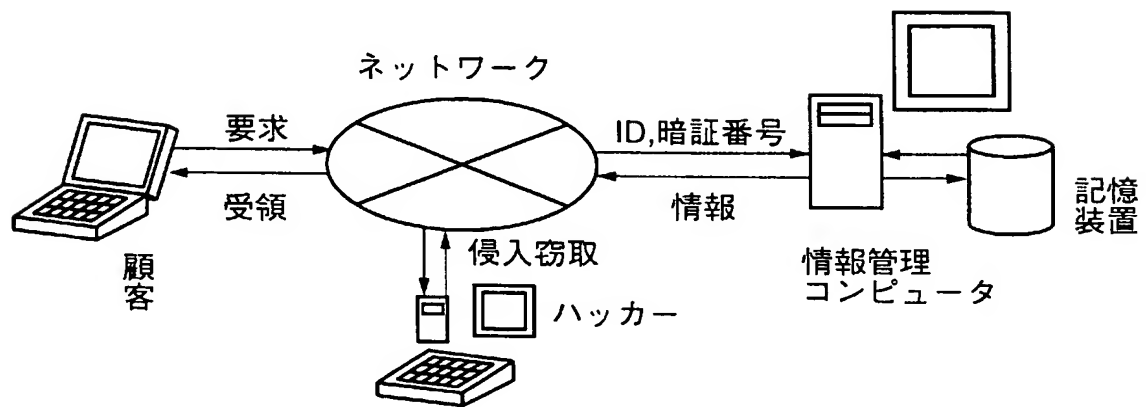 ネットワーク
要求
受領
ID,暗証番号
情報
記憶
装置
顧
客
侵入窃取
ハッカー
情報管理
コンピュータ